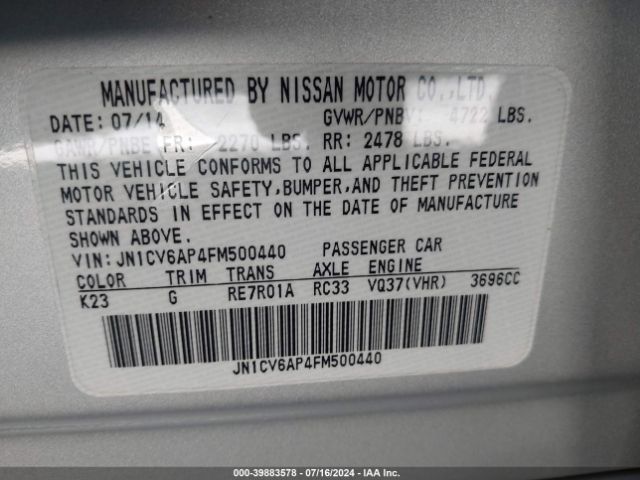 MANUFACTURED BY NISSAN MOTOR CO.,LTD.
DATE: 07/14 GVWR/PNBV: 4722 LBS.
GAWR/PNBE FR: 2270 LBS. RR: 2478 LBS.
THIS VEHICLE CONFORMS TO ALL APPLICABLE FEDERAL
MOTOR VEHICLE SAFETY,BUMPER,AND THEFT PREVENTION
STANDARDS IN EFFECT ON THE DATE OF MANUFACTURE
SHOWN ABOVE.
VIN: JN1CV6AP4FM500440 PASSENGER CAR
COLOR TRIM TRANS AXLE ENGINE
K23 G RE7R01A RC33 VQ37(VHR) 3696CC
JN1CV6AP4FM500440
000-39883578 - 07/16/2024 - IAA Inc.